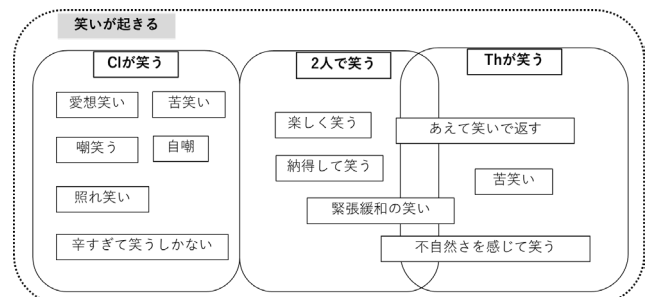 笑いが起きる
Clが笑う
2人で笑う
Thが笑う
愛想笑い
苦笑い
嘲笑う
自嘲
照れ笑い
辛すぎて笑うしかない
楽しく笑う
納得して笑う
緊張緩和の笑い
あえて笑いで返す
苦笑い
不自然さを感じて笑う